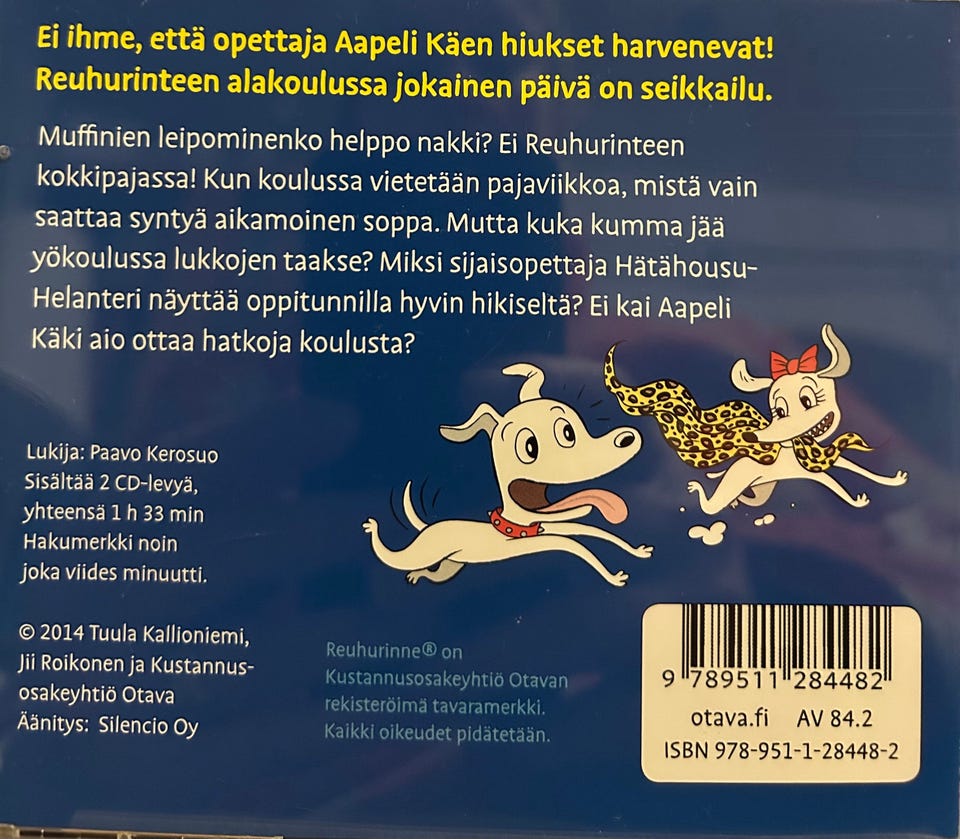 Ei ihme, että opettaja Aapeli Käen hiukset harvenevat!
Reuhurinteen alakoulussa jokainen päivä on seikkailu.
Muffinien leipominenko helppo nakki? Ei Reuhurinteen
kokkipajassa! Kun koulussa vietetään pajaviikkoa, mistä vain
saattaa syntyä aikamoinen soppa. Mutta kuka kumma jää
yökoulussa lukkojen taakse? Miksi sijaisopettaja Hätähousu-
Helanteri näyttää oppitunnilla hyvin hikiseltä? Ei kai Aapeli
Käki aio ottaa hatkoja koulusta?
Lukija: Paavo Kerosuo
Sisältää 2 CD-levyä,
yhteensä 1 h 33 min
Hakumerkki noin
joka viides minuutti.
© 2014 Tuula Kallioniemi,
Jii Roikonen ja Kustannus-
osakeyhtiö Otava
Äänitys: Silencio Oy
Reuhurinne® on
Kustannusosakeyhtiö Otavan
rekisteröimä tavaramerkki.
Kaikki oikeudet pidätetään.
9 789511 284482
otava.fi AV 84.2
ISBN 978-951-1-28448-2